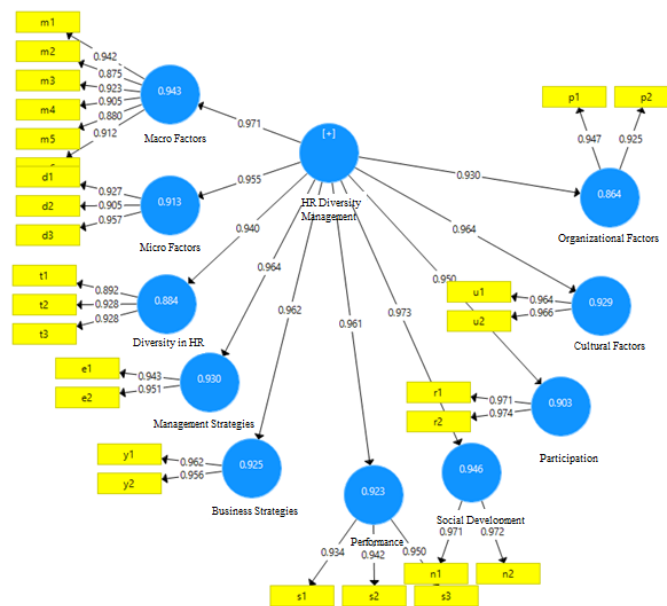 m1
m2
m3
m4
m5
0.942
0.875
0.923
0.905
0.880
0.912
0.943
Macro Factors
0.971
[+]
HR Diversity
Management
p1
p2
0.947
0.925
0.930
0.864
Organizational Factors
d1
d2
d3
0.927
0.905
0.957
0.913
Micro Factors
0.955
t1
t2
t3
0.892
0.928
0.928
0.884
Diversity in HR
0.940
u1
u2
0.964
0.966
0.929
Cultural Factors
0.964
e1
e2
0.943
0.951
0.930
Management Strategies
0.964
r1
r2
0.971
0.974
0.903
Participation
0.950
y1
y2
0.962
0.956
0.925
Business Strategies
0.962
0.961
0.923
Performance
0.934
0.942
0.950
s1
s2
s3
0.973
0.946
Social Development
0.971
0.972
n1
n2